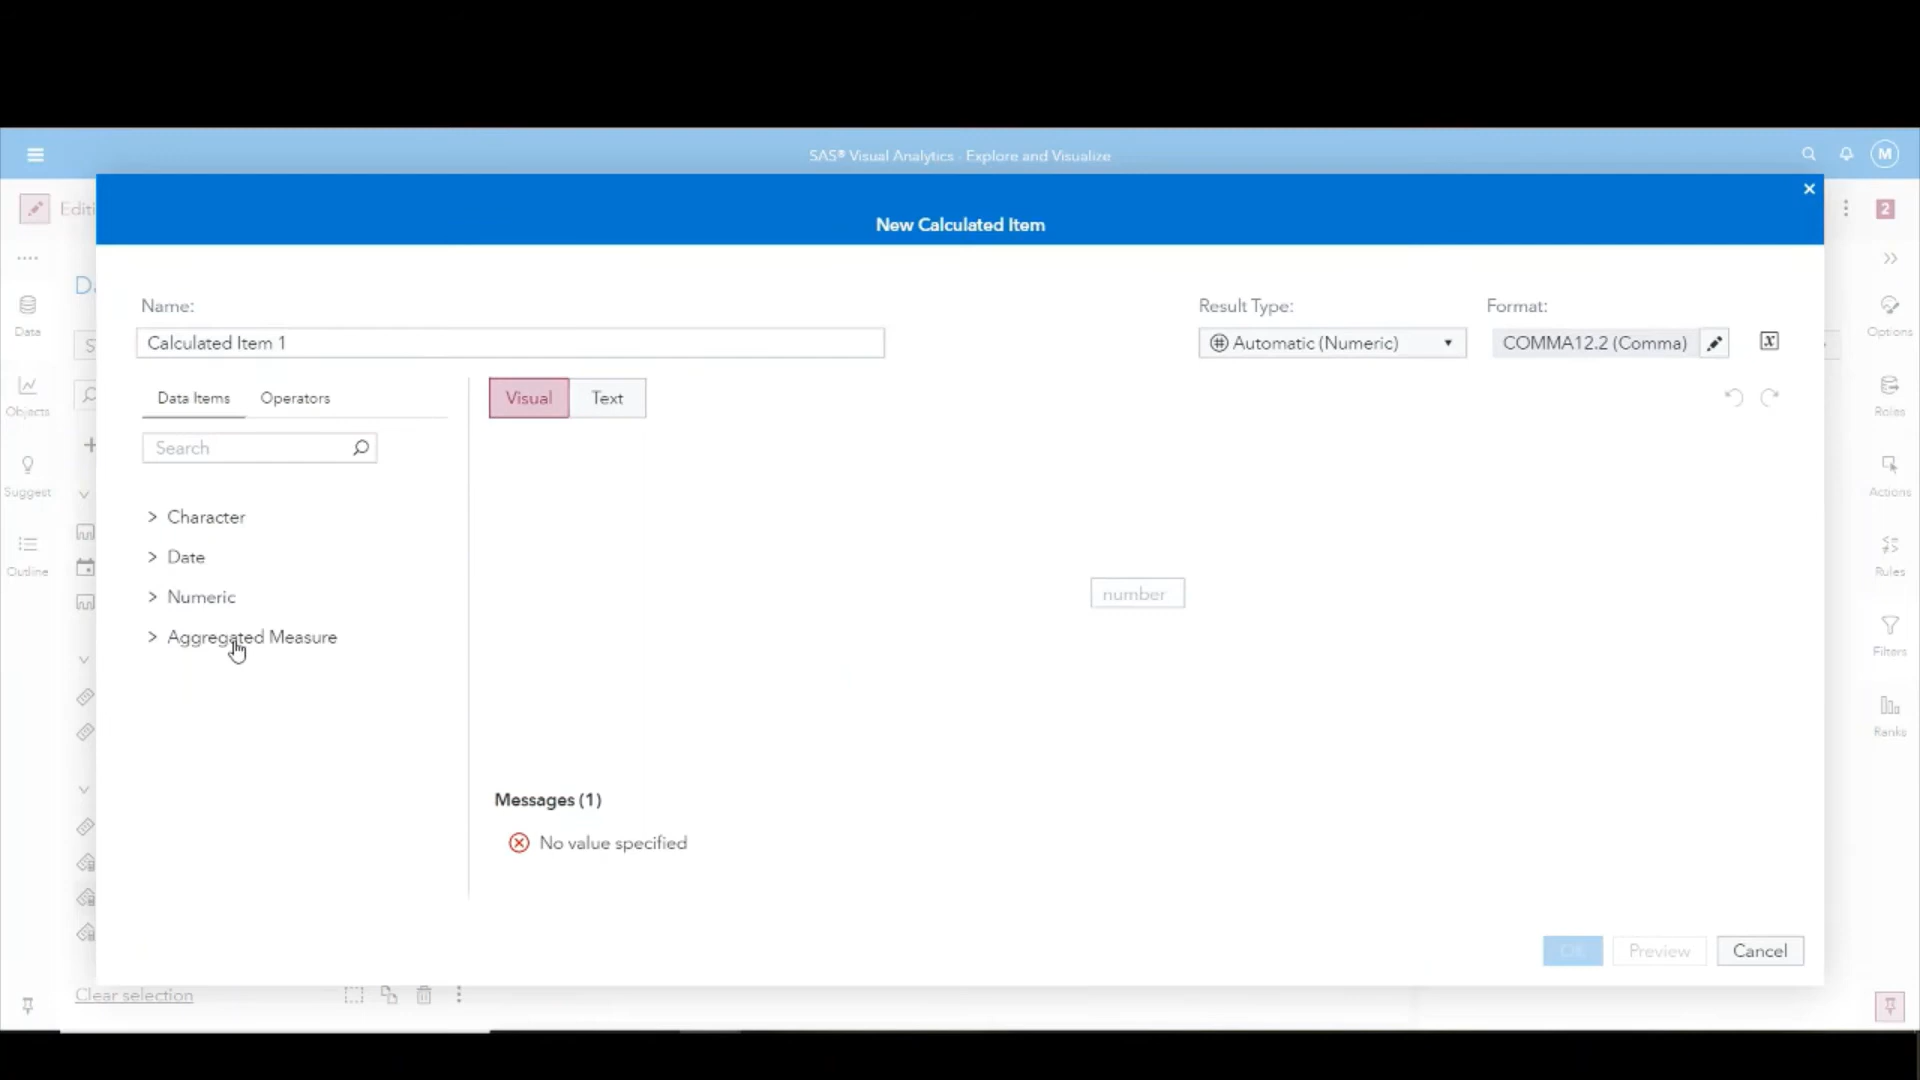 SAS® Visual Analytics - Explore and Visualize
M
New Calculated Item
2
Data
Objects
Suggest
Outline
Name:
Calculated Item 1
Result Type:
Automatic (Numeric)
Format:
COMMA12.2 (Comma)
Data Items
Operators
Visual
Text
Search
Character
Date
Numeric
Aggregated Measure
number
Messages (1)
No value specified
OK
Preview
Cancel
Clear selection
Options
Roles
Actions
Rules
Filters
Ranks